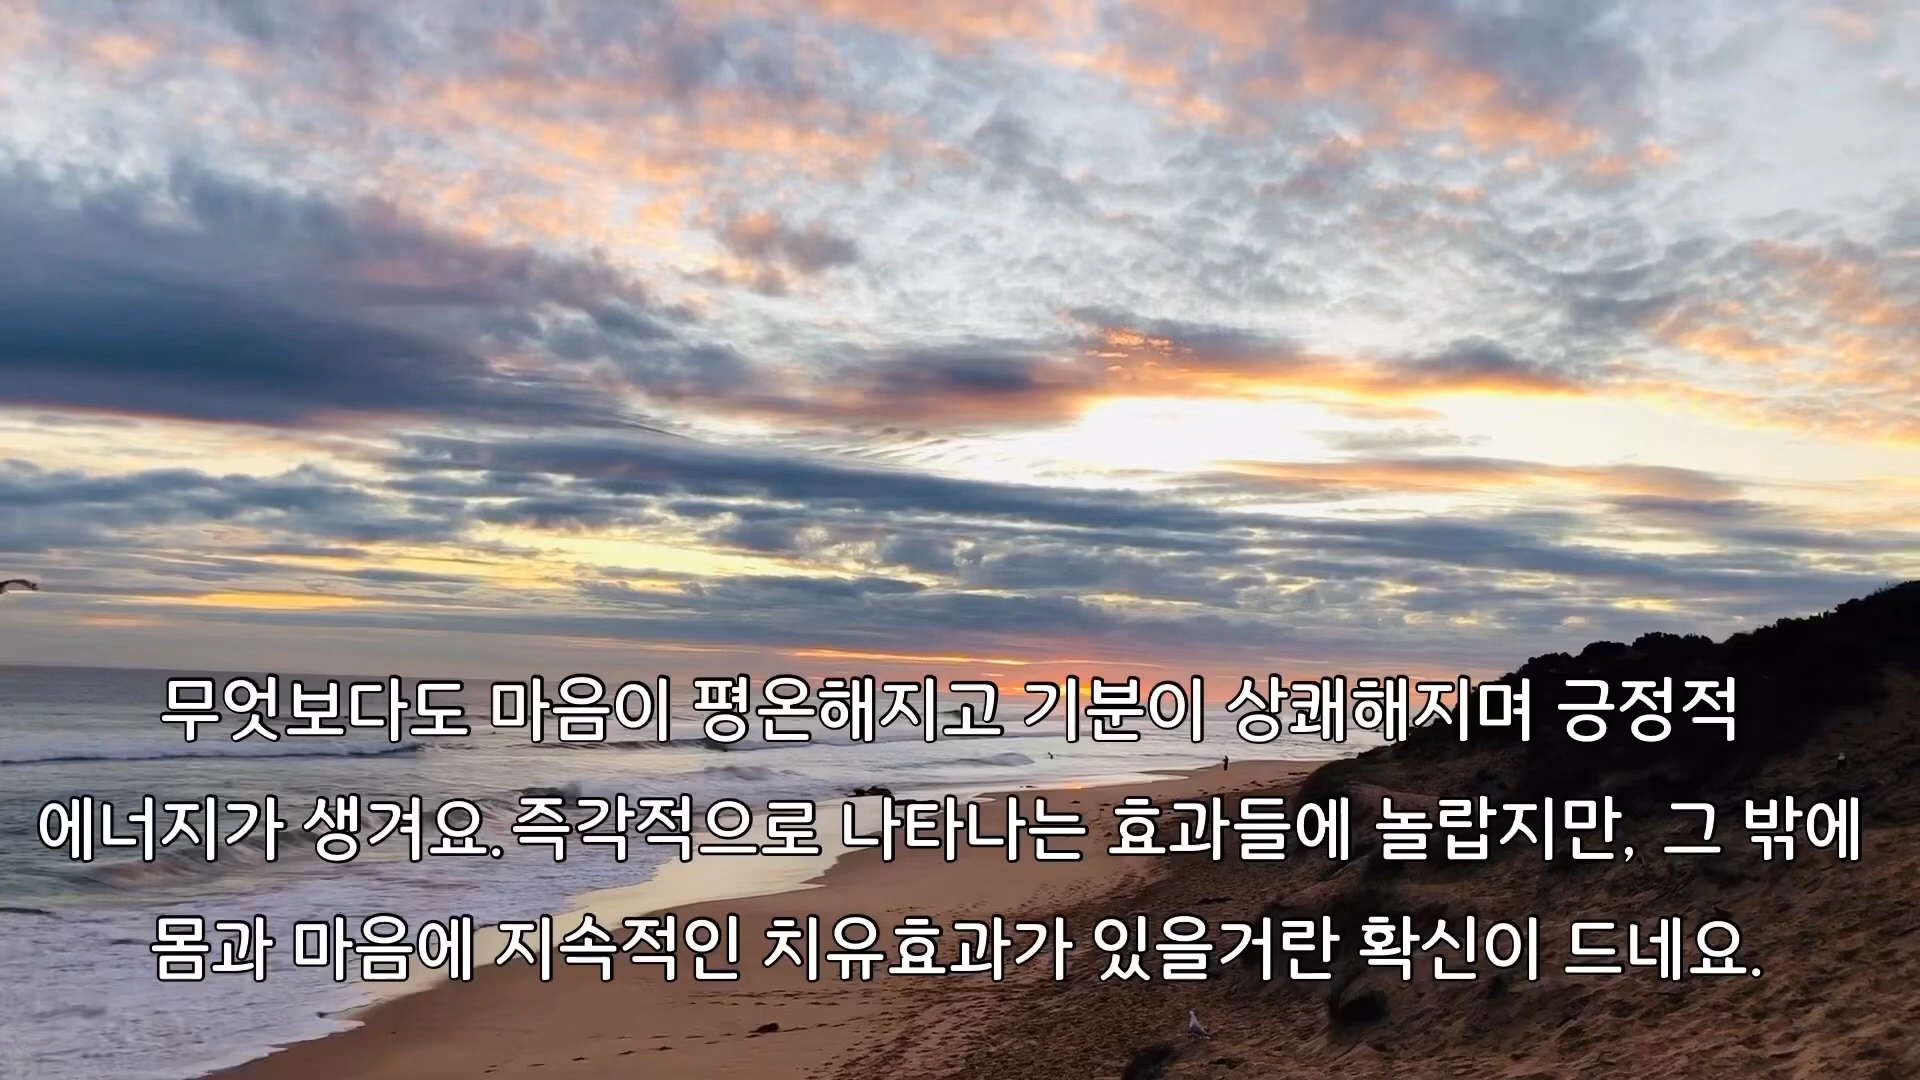 무엇보다도 마음이 평온해지고 기분이 상쾌해지며 긍정적
에너지가 생겨요.즉각적으로 나타나는 효과들에 놀랍지만, 그 밖에
몸과 마음에 지속적인 치유효과가 있을거란 확신이 드네요.